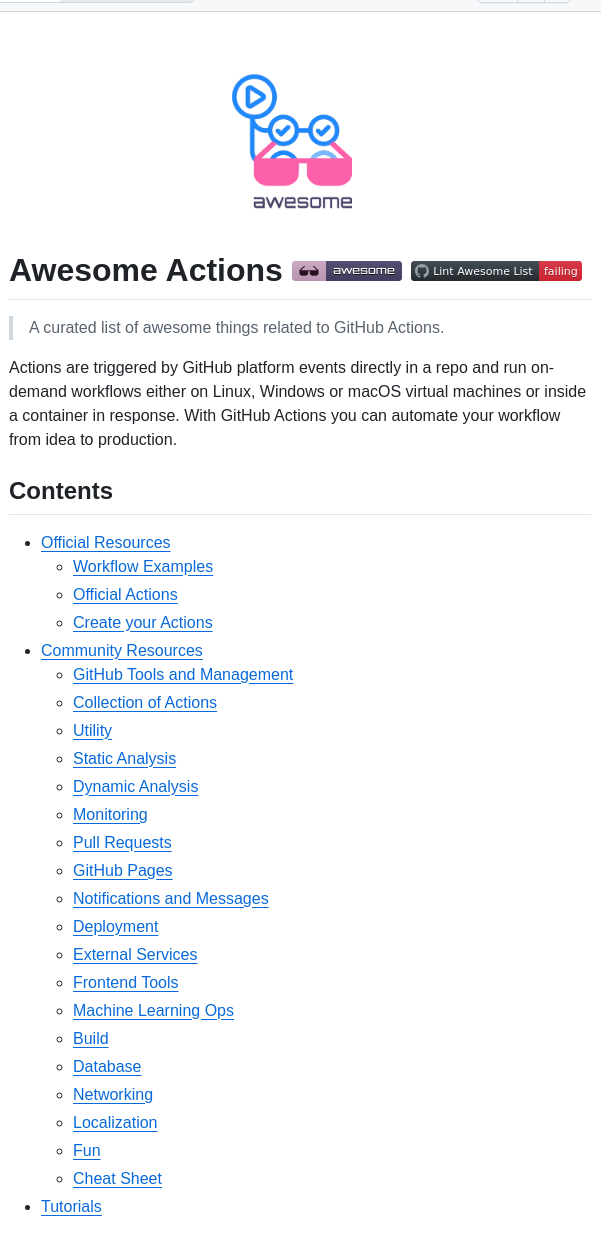 awesome
Awesome Actions awesome Lint Awesome List failing
A curated list of awesome things related to GitHub Actions.
Actions are triggered by GitHub platform events directly in a repo and run on-
demand workflows either on Linux, Windows or macOS virtual machines or inside
a container in response. With GitHub Actions you can automate your workflow
from idea to production.
Contents
Official Resources
Workflow Examples
Official Actions
Create your Actions
Community Resources
GitHub Tools and Management
Collection of Actions
Utility
Static Analysis
Dynamic Analysis
Monitoring
Pull Requests
GitHub Pages
Notifications and Messages
Deployment
External Services
Frontend Tools
Machine Learning Ops
Build
Database
Networking
Localization
Fun
Cheat Sheet
Tutorials